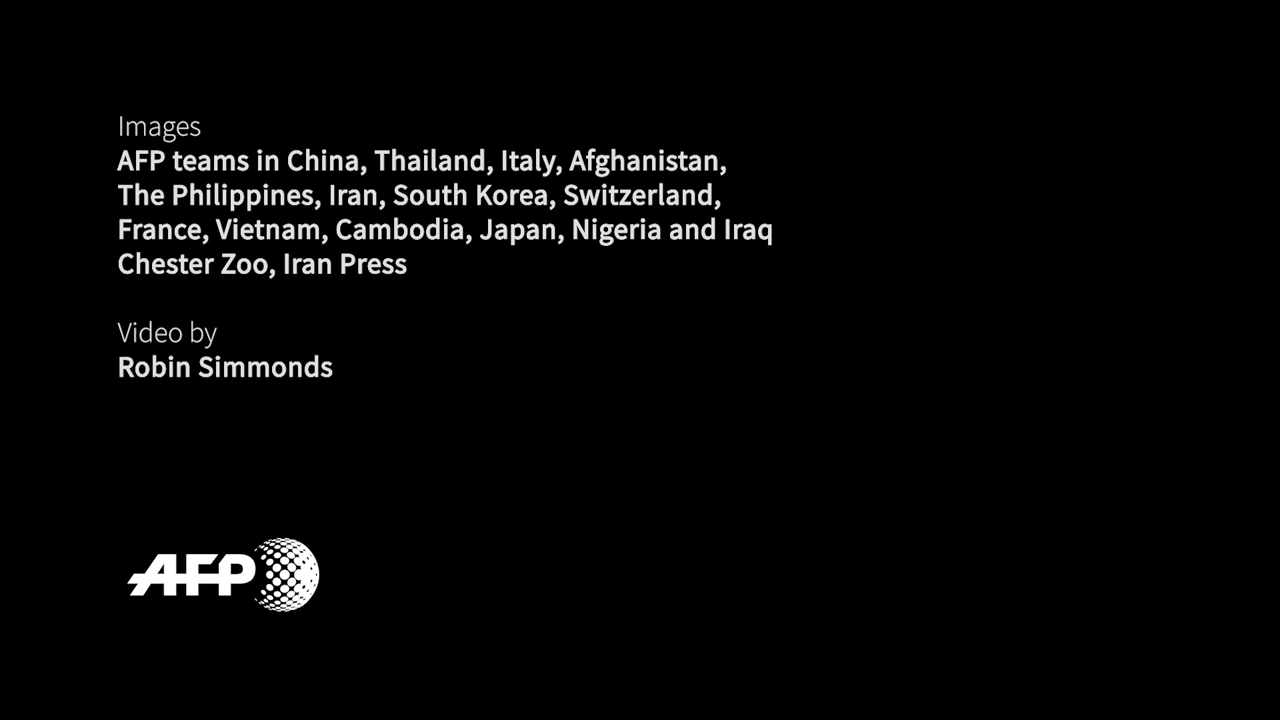 Images
AFP teams in China, Thailand, Italy, Afghanistan,
The Philippines, Iran, South Korea, Switzerland,
France, Vietnam, Cambodia, Japan, Nigeria and Iraq
Chester Zoo, Iran Press
Video by
Robin Simmonds
AFP